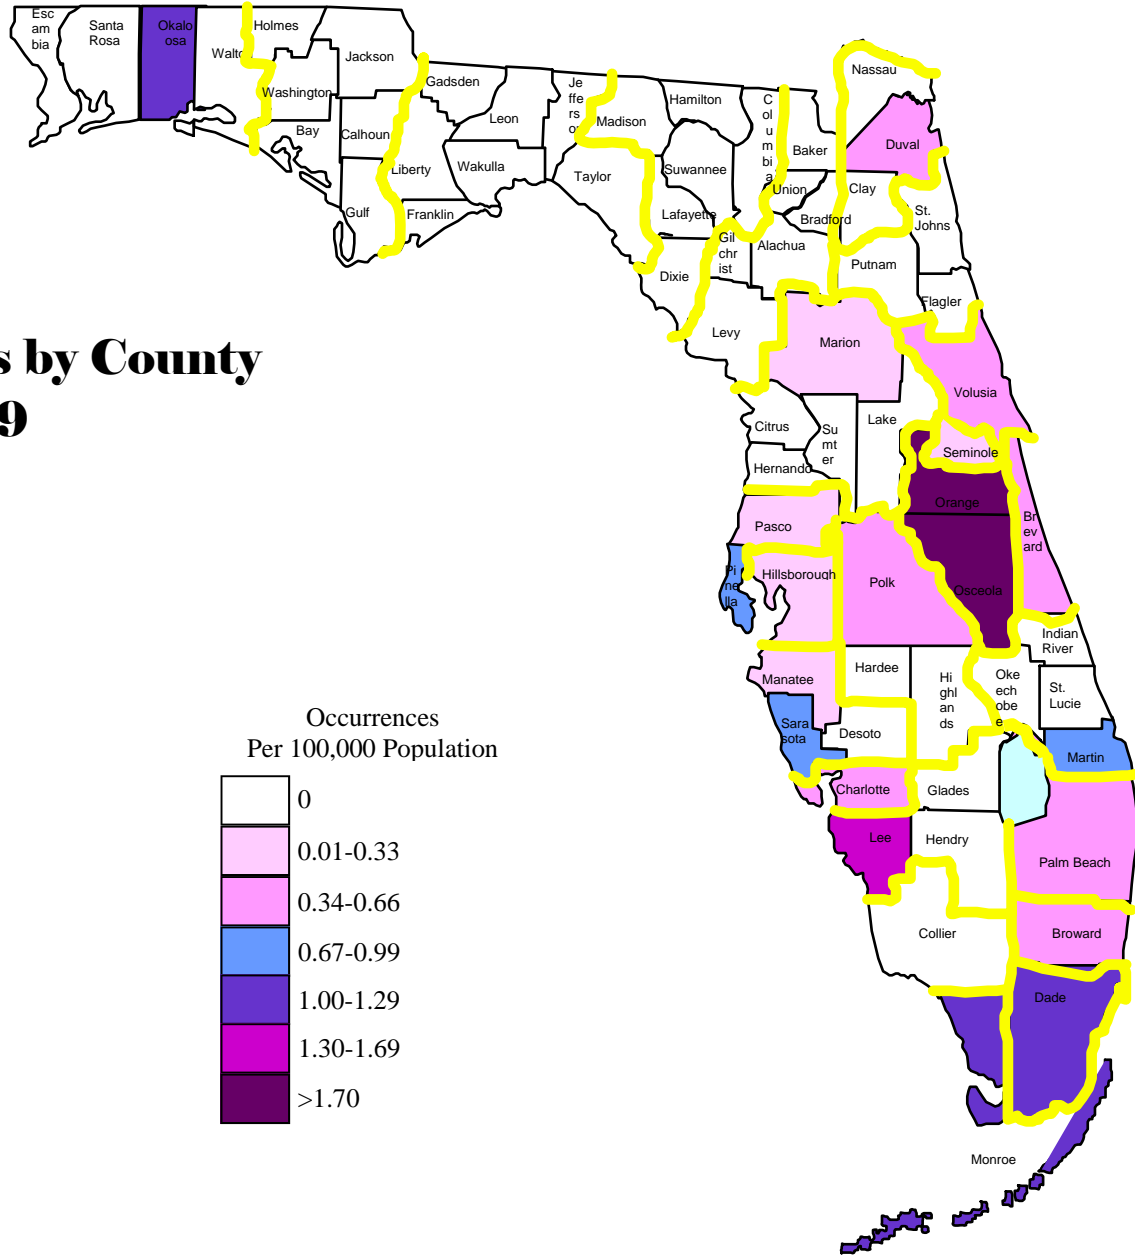 Esc
am
bia
Santa
Rosa
Okalo
osa
Holmes
Walto
Jackson
Washington
Bay
Calhoun
Gulf
Gadsden
Liberty
Franklin
Leon
Wakulla
Je
ffe
rs
o
Madison
Taylor
Hamilton
Suwannee
Lafayette
Dixie
C
o
l
u
m
bi
a
Baker
Union
Bradford
Gil
chr
ist
Alachua
Levy
Nassau
Duval
Clay
St.
Johns
Putnam
Flagler
Marion
Volusia
s by County
9
Citrus
Su
mt
er
Lake
Hernando
Seminole
Orange
Br
ev
ard
Pasco
Pi
ne
lla
Hillsborough
Polk
Osceola
Indian
River
Manatee
Hardee
Hi
ghl
an
ds
Oke
ech
obe
e
St.
Lucie
Sara
sota
Desoto
Martin
Charlotte
Glades
Lee
Hendry
Palm Beach
Collier
Broward
Dade
Monroe
Occurrences
Per 100,000 Population
0
0.01-0.33
0.34-0.66
0.67-0.99
1.00-1.29
1.30-1.69
>1.70